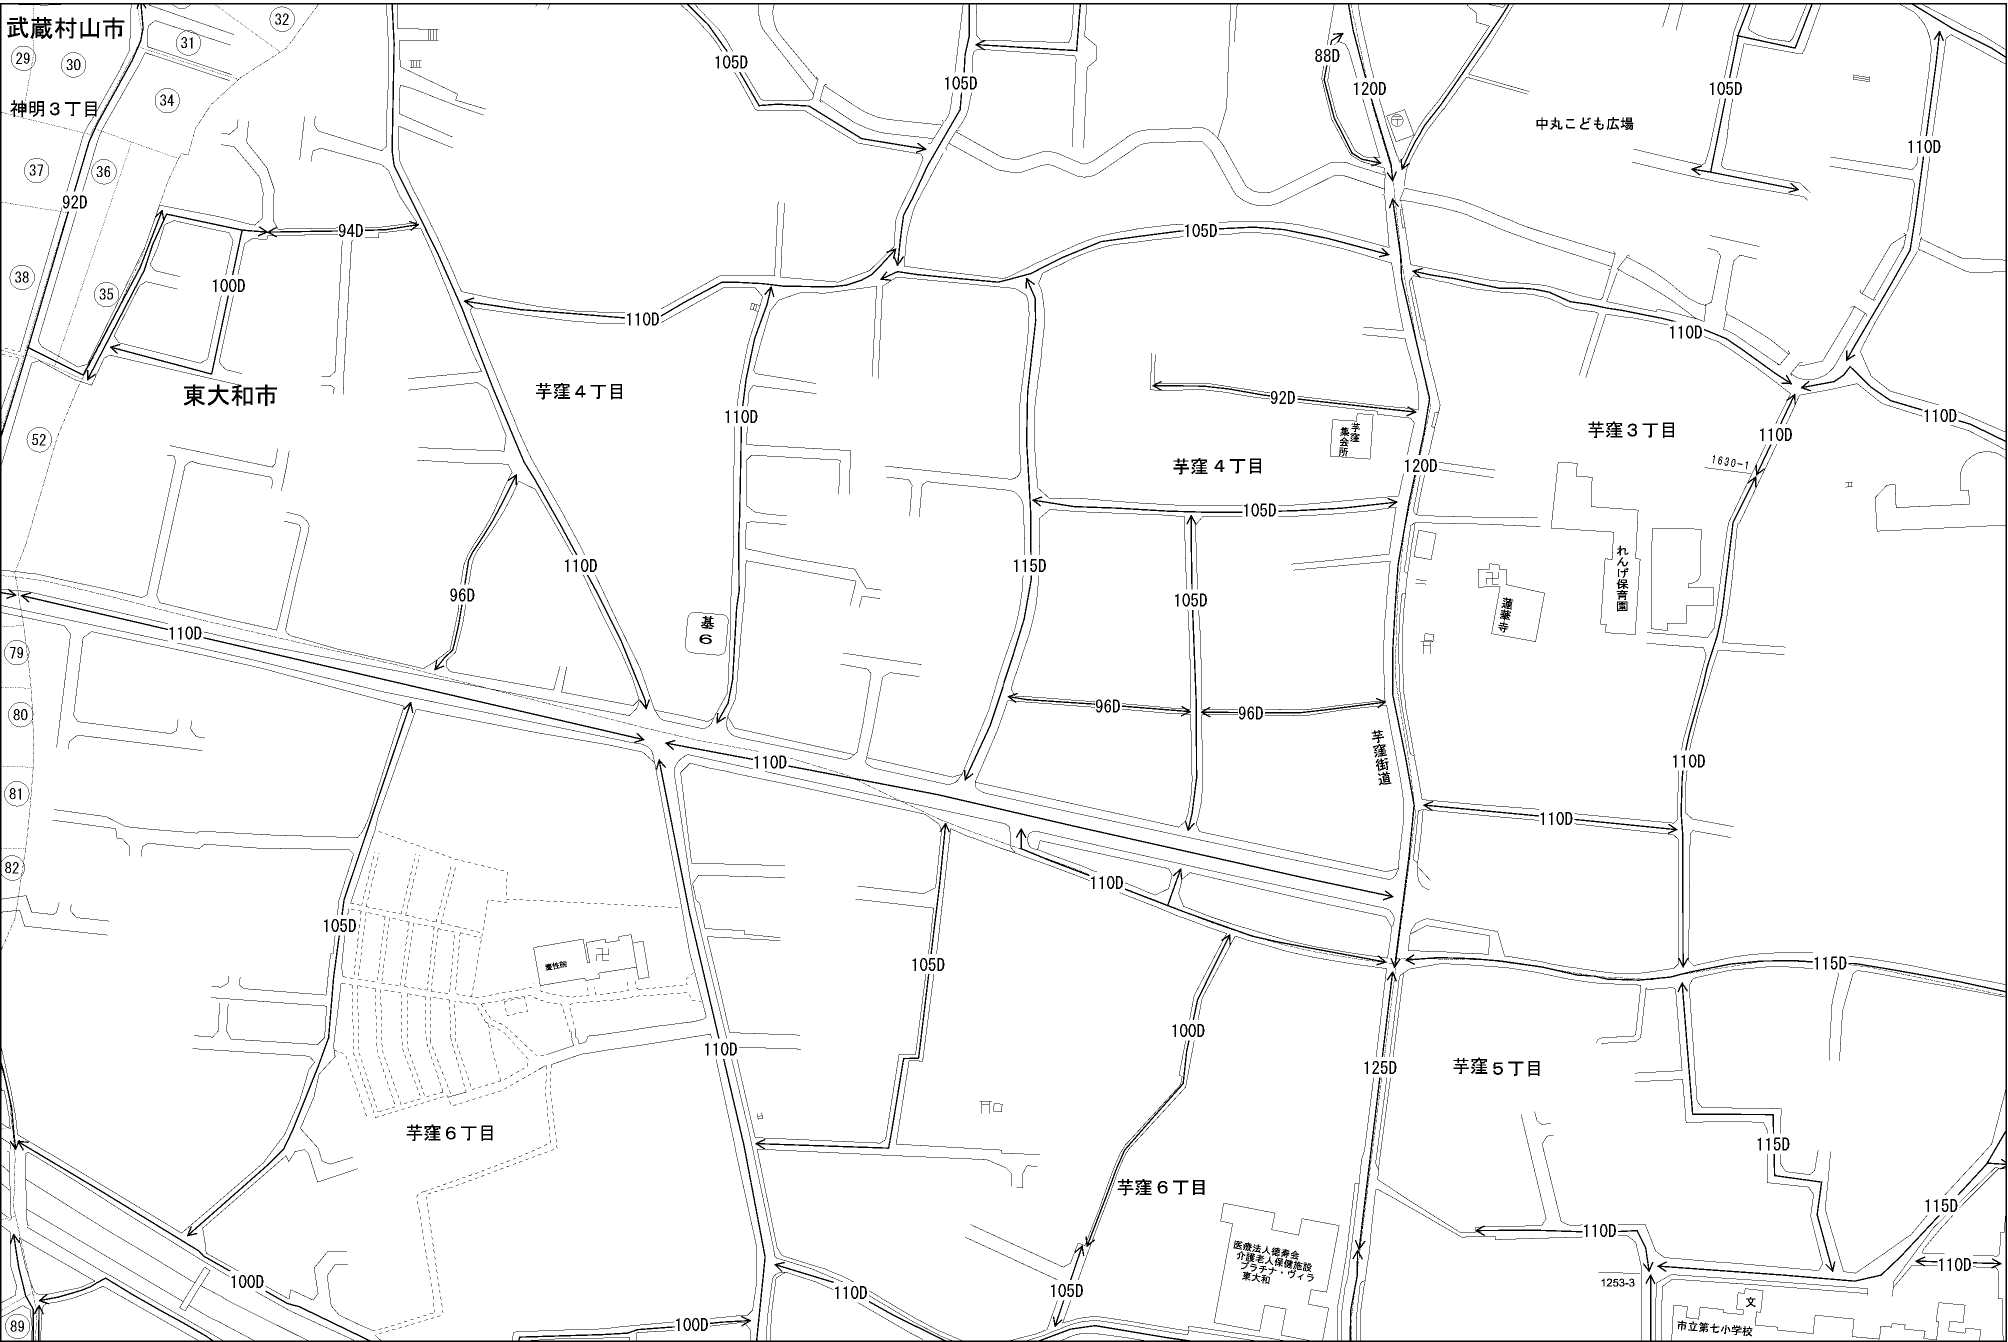 武蔵村山市
32
31
29
30
神明3丁目
34
37
36
92D
38
35
94D
100D
東大和市
52
105D
105D
88D
120D
105D
中丸こども広場
110D
110D
105D
110D
芋窪4丁目
110D
92D
芋窪
集会所
芋窪4丁目
120D
芋窪3丁目
110D
110D
1630-1
105D
れんげ保育園
蓮華寺
110D
96D
115D
105D
基
6
110D
79
80
81
82
96D
96D
芋窪街道
110D
110D
110D
110D
105D
慶性院
105D
115D
100D
110D
125D
芋窪5丁目
芋窪6丁目
115D
芋窪6丁目
115D
110D
医療法人徳寿会
介護老人保健施設
プラチナ・ヴィラ
東大和
110D
100D
110D
105D
1253-3
文
市立第七小学校
89
100D